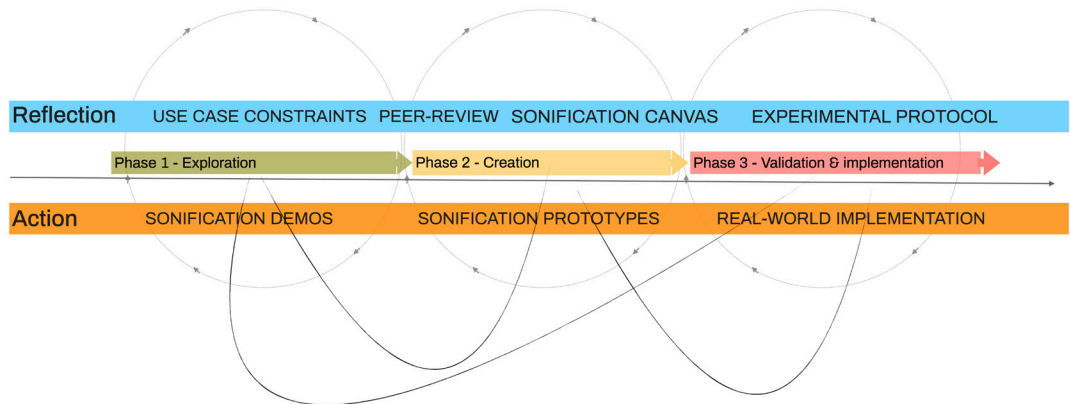 Reflection USE CASE CONSTRAINTS PEER-REVIEW SONIFICATION CANVAS EXPERIMENTAL PROTOCOL
Phase 1 - Exploration Phase 2 - Creation Phase 3 - Validation & implementation
Action SONIFICATION DEMOS SONIFICATION PROTOTYPES REAL-WORLD IMPLEMENTATION